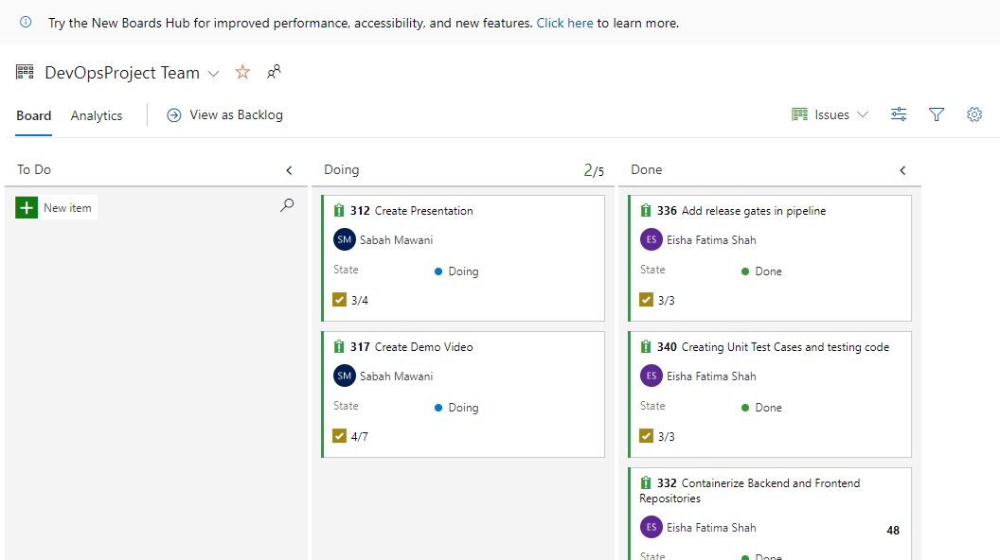 Try the New Boards Hub for improved performance, accessibility, and new features. Click here to learn more.
DevOpsProject Team
Board Analytics View as Backlog Issues
To Do
New item
Doing 2/5
312 Create Presentation
SM Sabah Mawani
State Doing
3/4
317 Create Demo Video
SM Sabah Mawani
State Doing
4/7
Done
336 Add release gates in pipeline
ES Eisha Fatima Shah
State Done
3/3
340 Creating Unit Test Cases and testing code
ES Eisha Fatima Shah
State Done
3/3
332 Containerize Backend and Frontend
Repositories
ES Eisha Fatima Shah 48
State Done